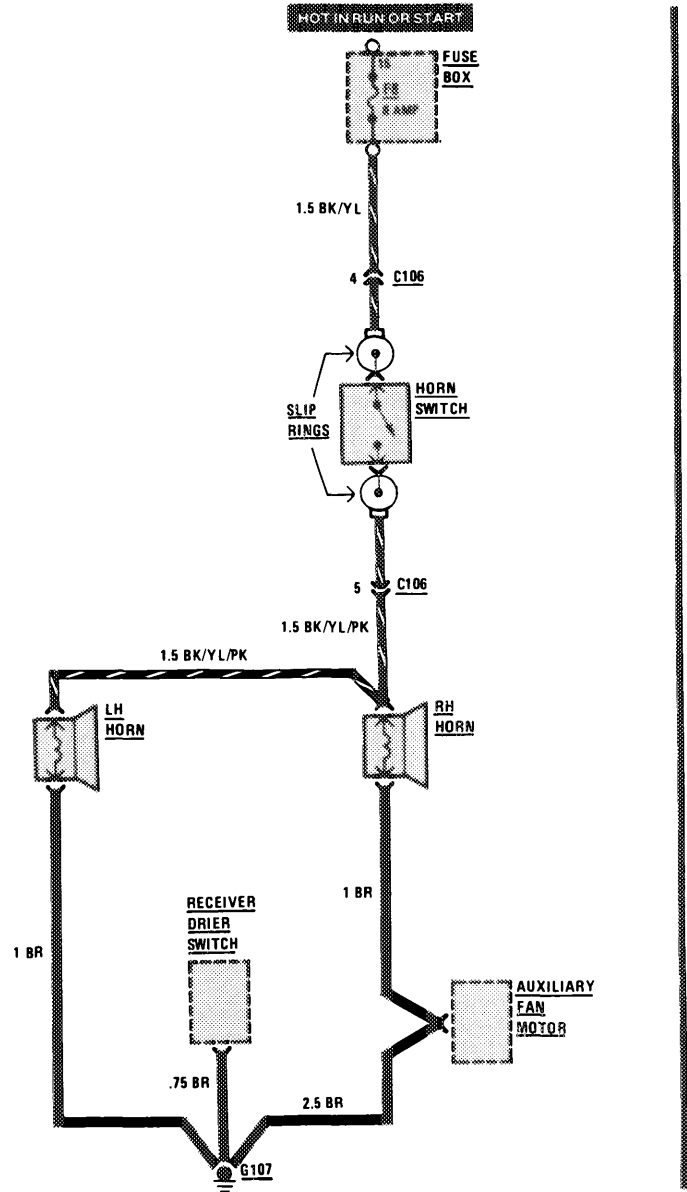 HOT IN RUN OR START
FUSE
BOX
8 AMP
1.5 BK/YL
4 C106
HORN
SWITCH
SLIP
RINGS
5 C106
1.5 BK/YL/PK
1.5 BK/YL/PK
LH
HORN
RH
HORN
1 BR
RECEIVER
DRIER
SWITCH
1 BR
AUXILIARY
FAN
MOTOR
.75 BR
2.5 BR
G107